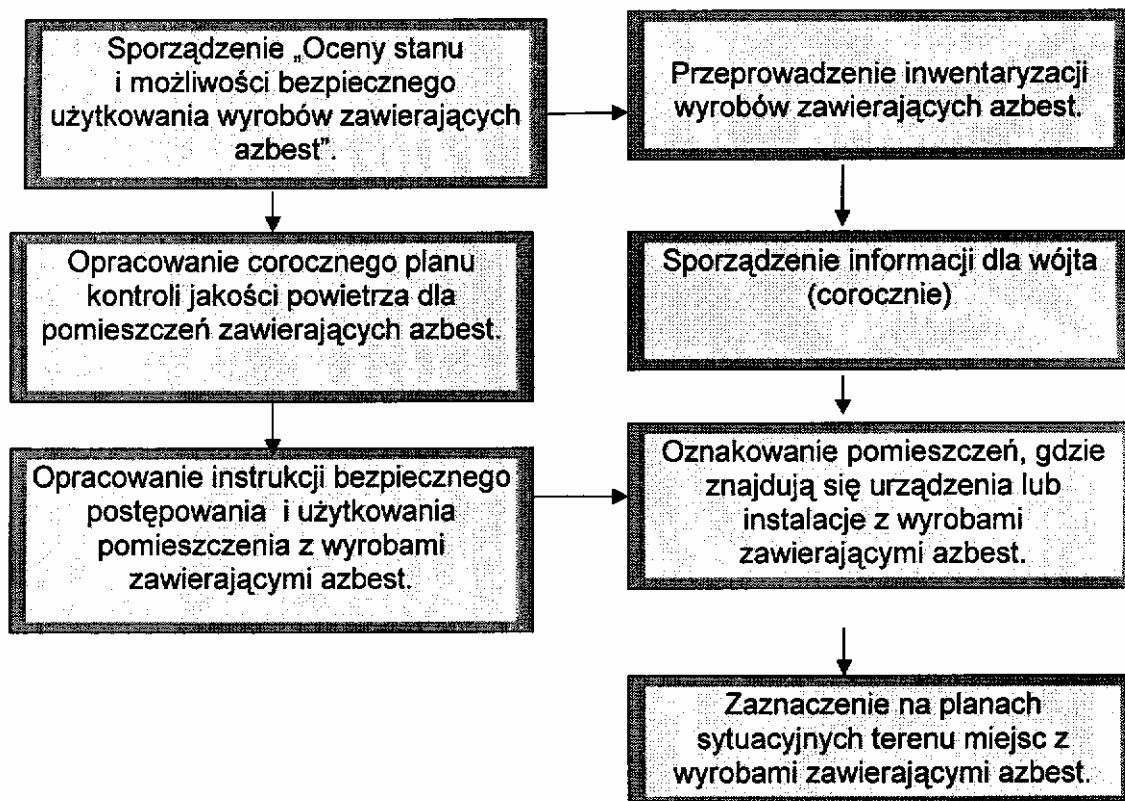 Sporządzenie „Oceny stanu
i możliwości bezpiecznego
użytkowania wyrobów zawierających
azbest”.
Przeprowadzenie inwentaryzacji
wyrobów zawierających azbest.
Opracowanie corocznego planu
kontroli jakości powietrza dla
pomieszczeń zawierających azbest.
Sporządzenie informacji dla wójta
(corocznie)
Opracowanie instrukcji bezpiecznego
postępowania i użytkowania
pomieszczenia z wyrobami
zawierającymi azbest.
Oznakowanie pomieszczeń, gdzie
znajdują się urządzenia lub
instalacje z wyrobami
zawierającymi azbest.
Zaznaczenie na planach
sytuacyjnych terenu miejsc z
wyrobami zawierającymi azbest.